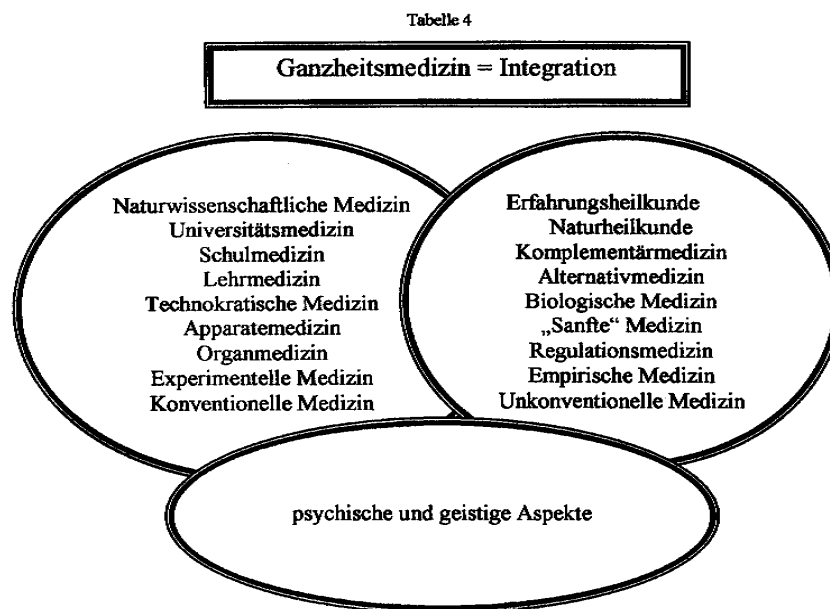 Tabelle 4
Ganzheitsmedizin = Integration
Naturwissenschaftliche Medizin
Universitätsmedizin
Schulmedizin
Lehrmedizin
Technokratische Medizin
Apparatemedizin
Organmedizin
Experimentelle Medizin
Konventionelle Medizin
Erfahrungsheilkunde
Naturheilkunde
Komplementärmedizin
Alternativmedizin
Biologische Medizin
„Sanfte“ Medizin
Regulationsmedizin
Empirische Medizin
Unkonventionelle Medizin
psychische und geistige Aspekte